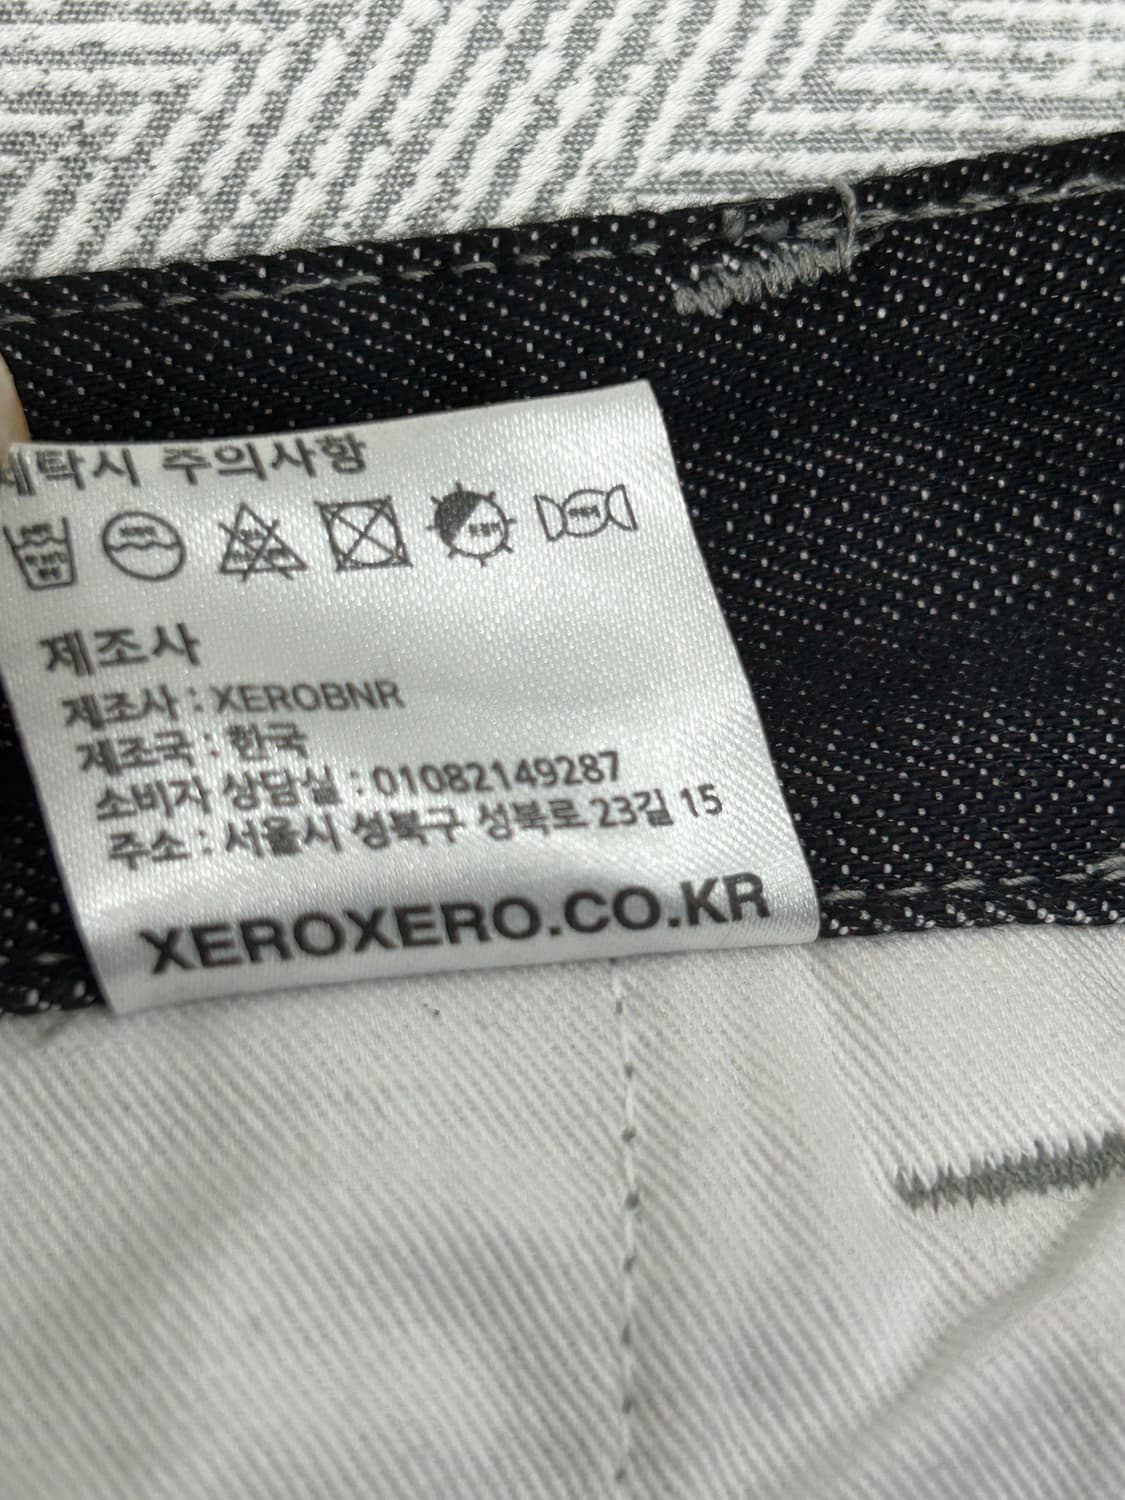 세탁시 주의사항
제조사
제조사 : XEROBNR
제조국 : 한국
소비자 상담실 : 01082149287
주소 : 서울시 성북구 성북로 23길 15
XEROXERO.CO.KR